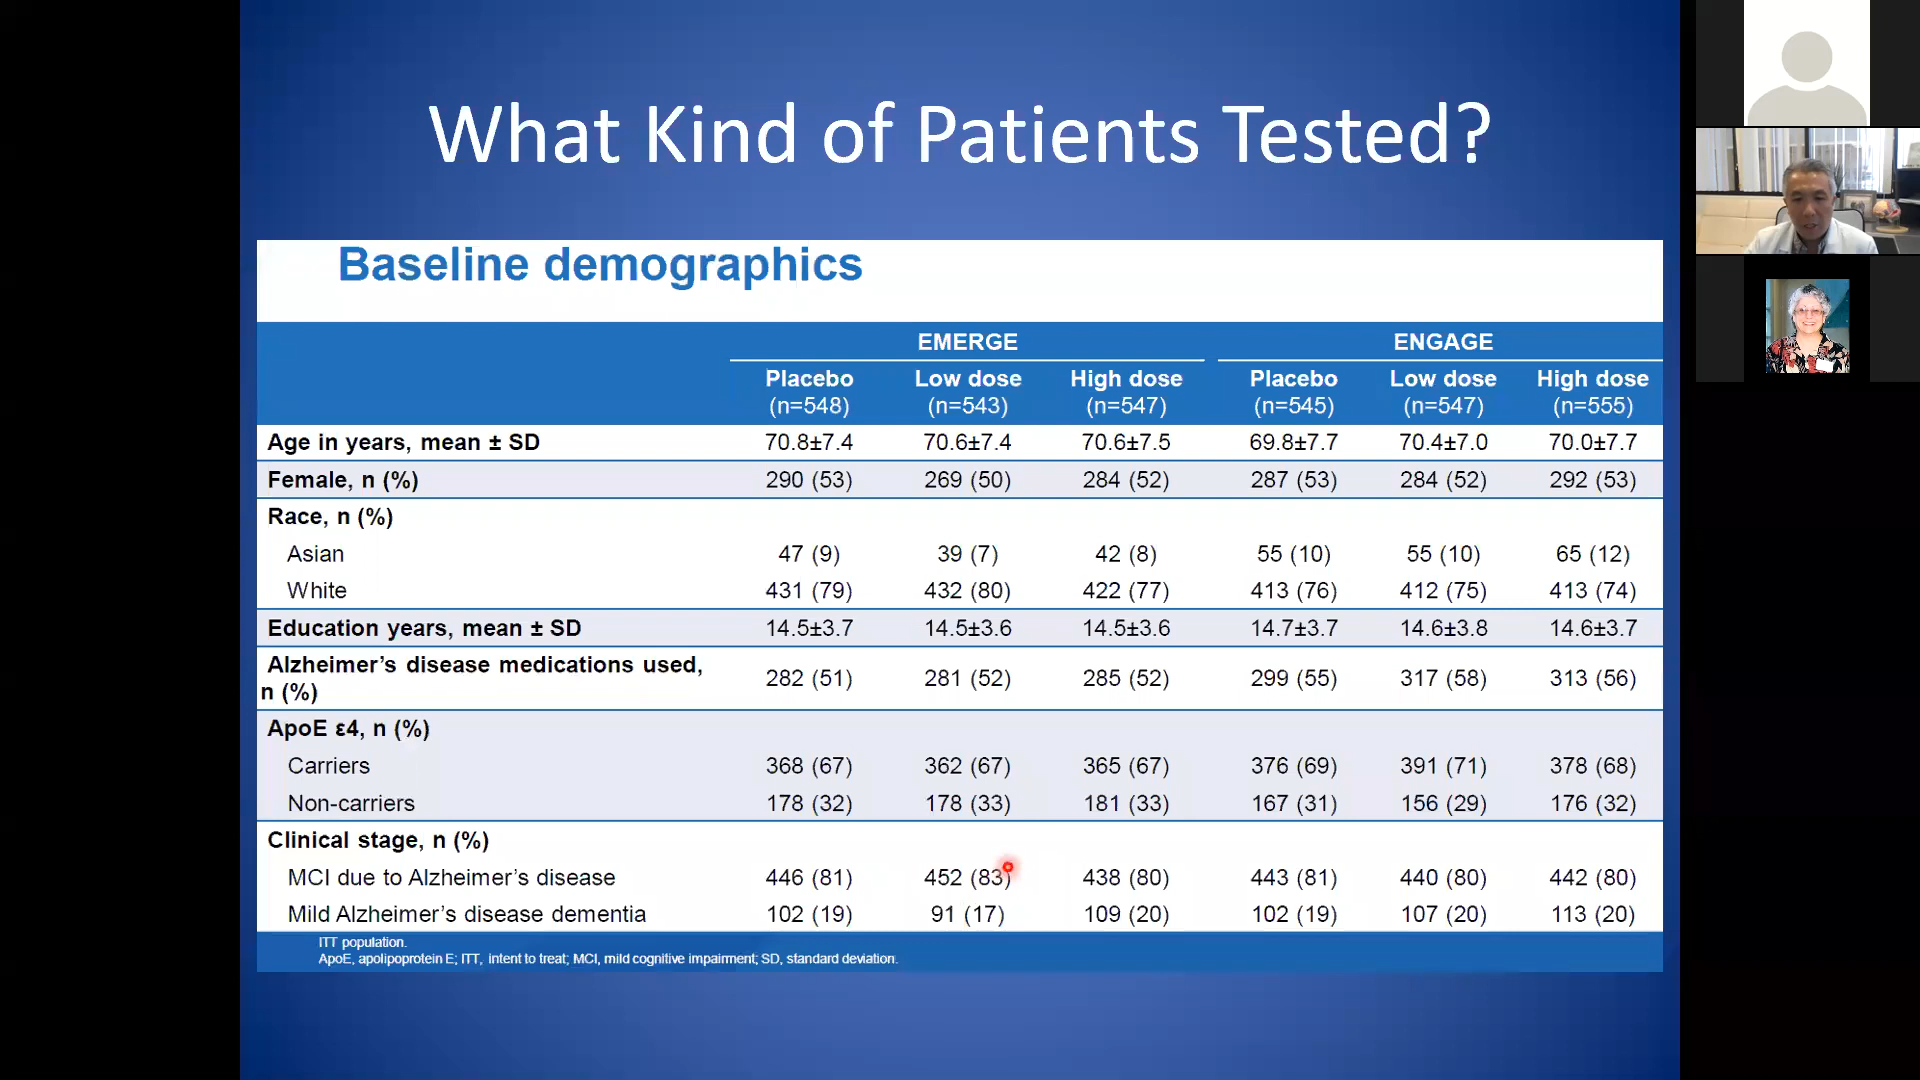 What Kind of Patients Tested?
Baseline demographics
EMERGE ENGAGE
Placebo Low dose High dose Placebo Low dose High dose
(n=548) (n=543) (n=547) (n=545) (n=547) (n=555)
Age in years, mean ± SD 70.8±7.4 70.6±7.4 70.6±7.5 69.8±7.7 70.4±7.0 70.0±7.7
Female, n (%) 290 (53) 269 (50) 284 (52) 287 (53) 284 (52) 292 (53)
Race, n (%)
Asian 47 (9) 39 (7) 42 (8) 55 (10) 55 (10) 65 (12)
White 431 (79) 432 (80) 422 (77) 413 (76) 412 (75) 413 (74)
Education years, mean ± SD 14.5±3.7 14.5±3.6 14.5±3.6 14.7±3.7 14.6±3.8 14.6±3.7
Alzheimer’s disease medications used,
n (%) 282 (51) 281 (52) 285 (52) 299 (55) 317 (58) 313 (56)
ApoE ε4, n (%)
Carriers 368 (67) 362 (67) 365 (67) 376 (69) 391 (71) 378 (68)
Non-carriers 178 (32) 178 (33) 181 (33) 167 (31) 156 (29) 176 (32)
Clinical stage, n (%)
MCI due to Alzheimer’s disease 446 (81) 452 (83) 438 (80) 443 (81) 440 (80) 442 (80)
Mild Alzheimer’s disease dementia 102 (19) 91 (17) 109 (20) 102 (19) 107 (20) 113 (20)
ITT population.
ApoE, apolipoprotein E; ITT, intent to treat; MCI, mild cognitive impairment; SD, standard deviation.